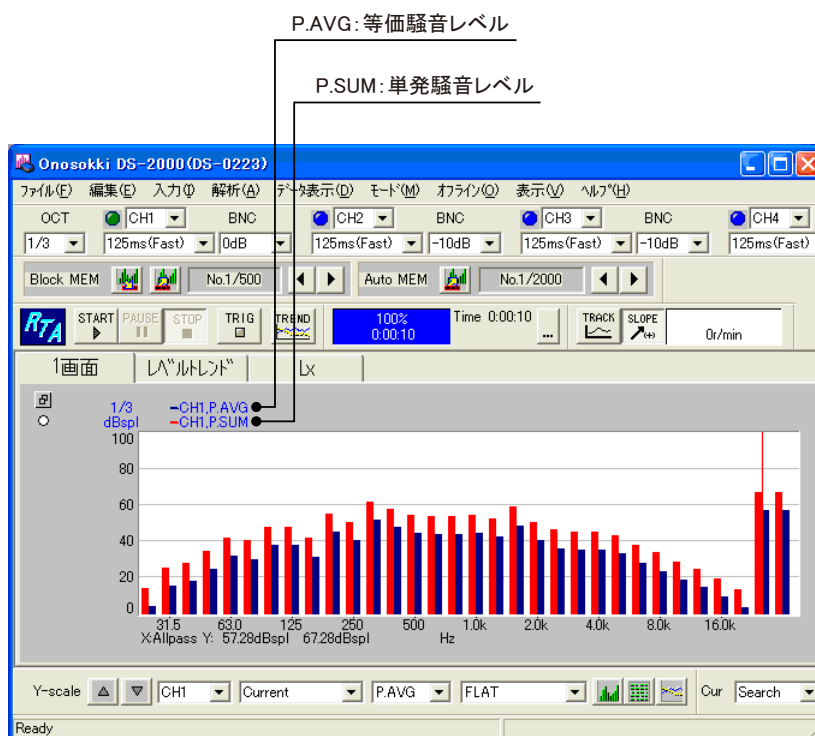 P.AVG：等価騒音レベル
P.SUM：単発騒音レベル
Onosokki DS-2000(DS-0223)
ファイル(F) 編集(E) 入力(I) 解析(A) データ表示(D) モード(M) オフライン(O) 表示(V) ヘルプ(H)
OCT CH1 BNC CH2 BNC CH3 BNC CH4
1/3 125ms(Fast) 0dB 125ms(Fast) -10dB 125ms(Fast) -10dB 125ms(Fast)
Block MEM No.1/500 Auto MEM No.1/2000
RTA START PAUSE STOP TRIG TREND 100% 0:00:10 Time 0:00:10 ... TRACK SLOPE (+) 0r/min
1画面 レベルトレンド Lx
1/3 CH1,P.AVG
dBspl CH1,P.SUM
100
80
60
40
20
0
31.5 63.0 125 250 500 1.0k 2.0k 4.0k 8.0k 16.0k
X:Allpass Y: 57.28dBspl 67.28dBspl Hz
Y-scale CH1 Current P.AVG FLAT Cur Search
Ready